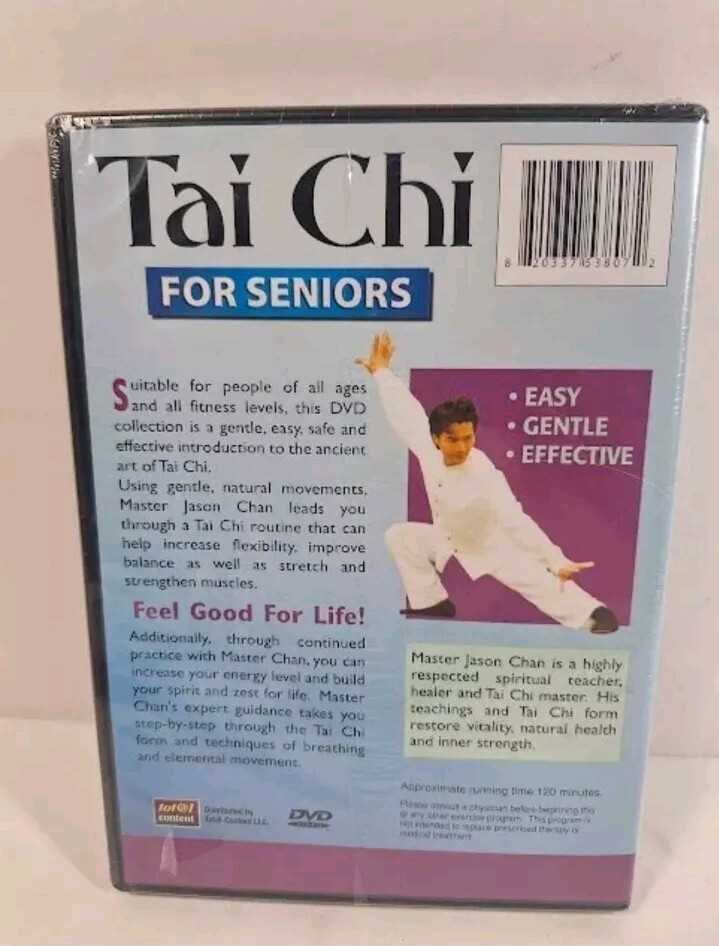 Tai Chi
8 20337 53807 2
FOR SENIORS
Suitable for people of all ages
and all fitness levels, this DVD
collection is a gentle, easy, safe and
effective introduction to the ancient
art of Tai Chi.
Using gentle, natural movements,
Master Jason Chan leads you
through a Tai Chi routine that can
help increase flexibility, improve
balance as well as stretch and
strengthen muscles.
Feel Good For Life!
Additionally, through continued
practice with Master Chan, you can
increase your energy level and build
your spirit and zest for life. Master
Chan's expert guidance takes you
step-by-step through the Tai Chi
form and techniques of breathing
and elemental movement.
• EASY
• GENTLE
• EFFECTIVE
Master Jason Chan is a highly
respected spiritual teacher,
healer and Tai Chi master. His
teachings and Tai Chi form
restore vitality, natural health
and inner strength.
Approximate running time 120 minutes.
Please consult a physician before beginning this
or any other exercise program. This program is
not intended to replace prescribed therapy or
medical treatment.
tot@l
content
Distributed by
Total-Content LLC.
DVD